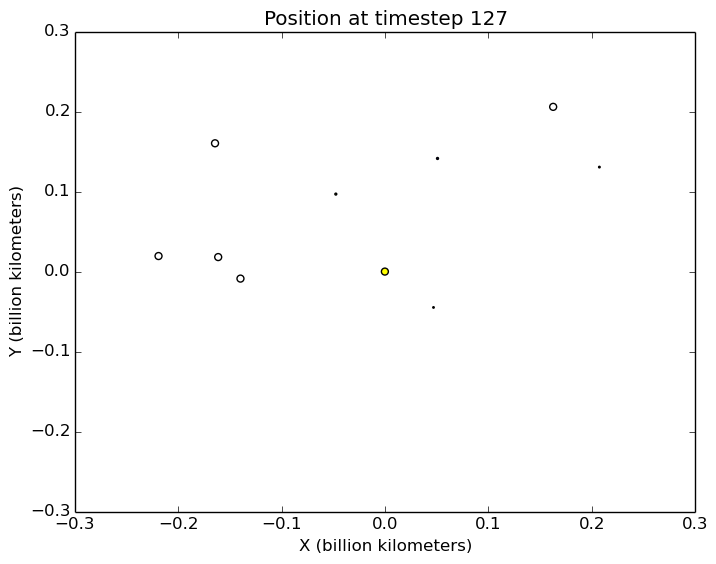 Position at timestep 127
0.3
0.2
0.1
0.0
−0.1
−0.2
−0.3
Y (billion kilometers)
−0.3 −0.2 −0.1 0.0 0.1 0.2 0.3
X (billion kilometers)